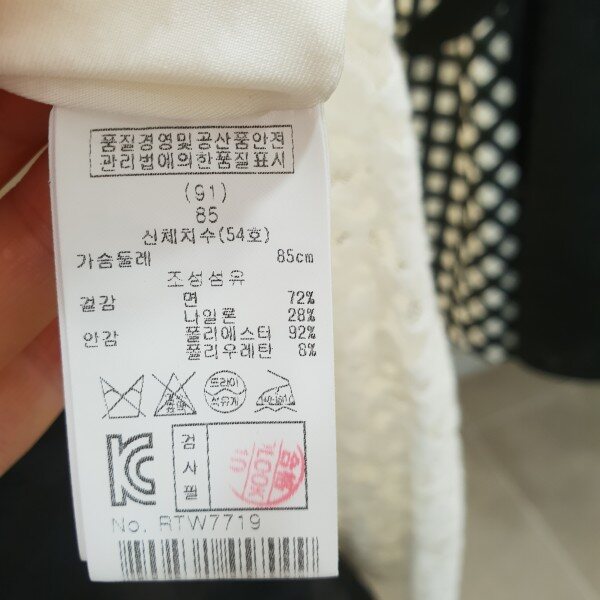 품질경영및공산품안전
관리법에의한품질표시
(91)
85
신체치수(54호)
가슴둘레 85cm
조성섬유
겉감 면 72%
나일론 28%
안감 폴리에스터 92%
폴리우레탄 8%
드라이
석유계
검
사
필
합격
LOOK
No. RTW7719